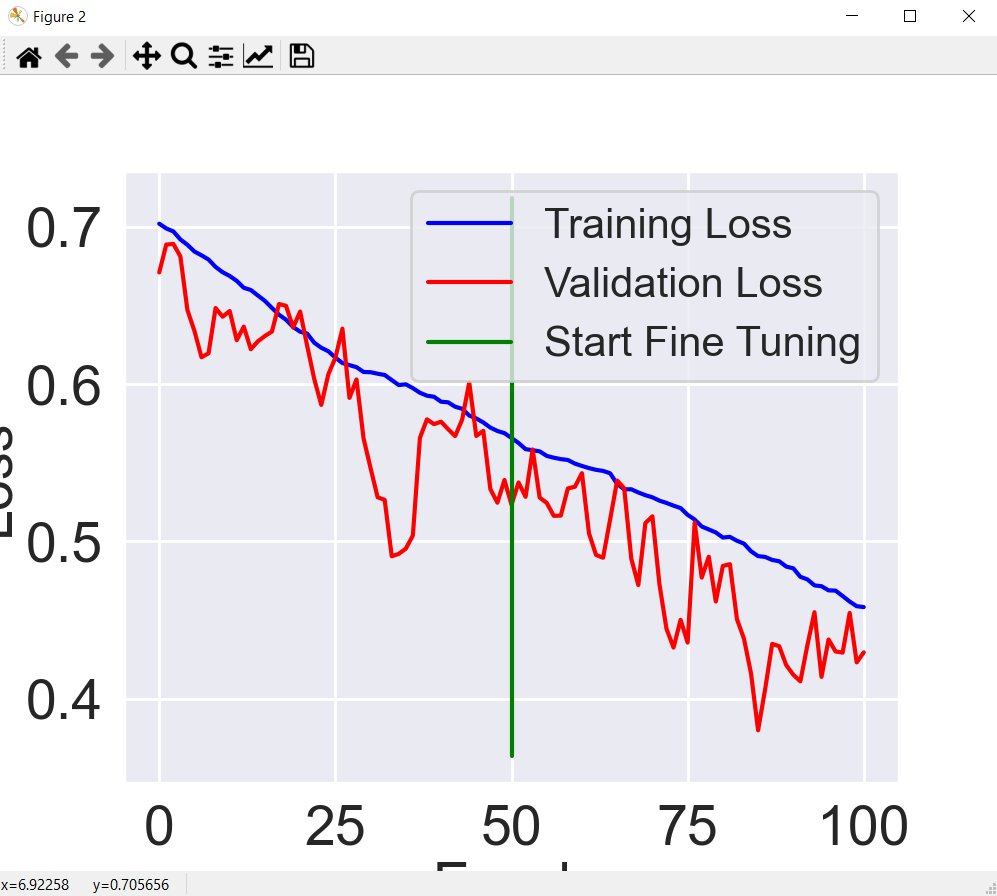 Figure 2
Training Loss
Validation Loss
Start Fine Tuning
0.7
0.6
0.5
0.4
Loss
0 25 50 75 100
x=6.92258 y=0.705656